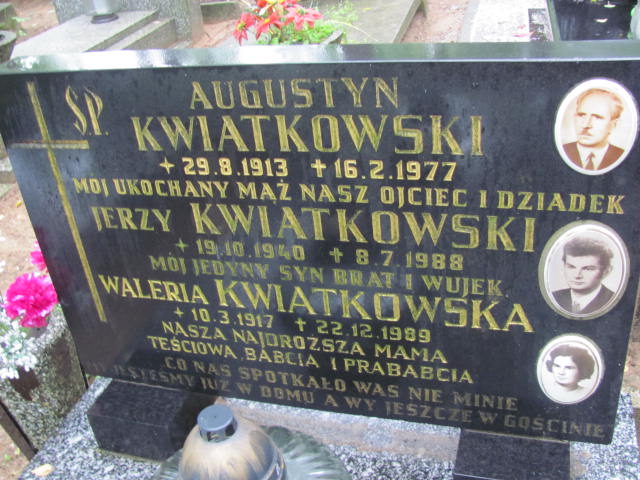 ŚP.
AUGUSTYN
KWIATKOWSKI
+ 29.8.1913 + 16.2.1977
MÓJ UKOCHANY MĄŻ NASZ OJCIEC I DZIADEK
JERZY KWIATKOWSKI
+ 19.10.1940 + 8.7.1988
MÓJ JEDYNY SYN BRAT I WUJEK
WALERIA KWIATKOWSKA
+ 10.3.1917 + 22.12.1989
NASZA NAJDROŻSZA MAMA
TEŚCIOWA, BABCIA I PRABABCIA
CO NAS SPOTKAŁO WAS NIE MINIE
MY JESTEŚMY JUŻ W DOMU A WY JESZCZE W GOŚCINIE